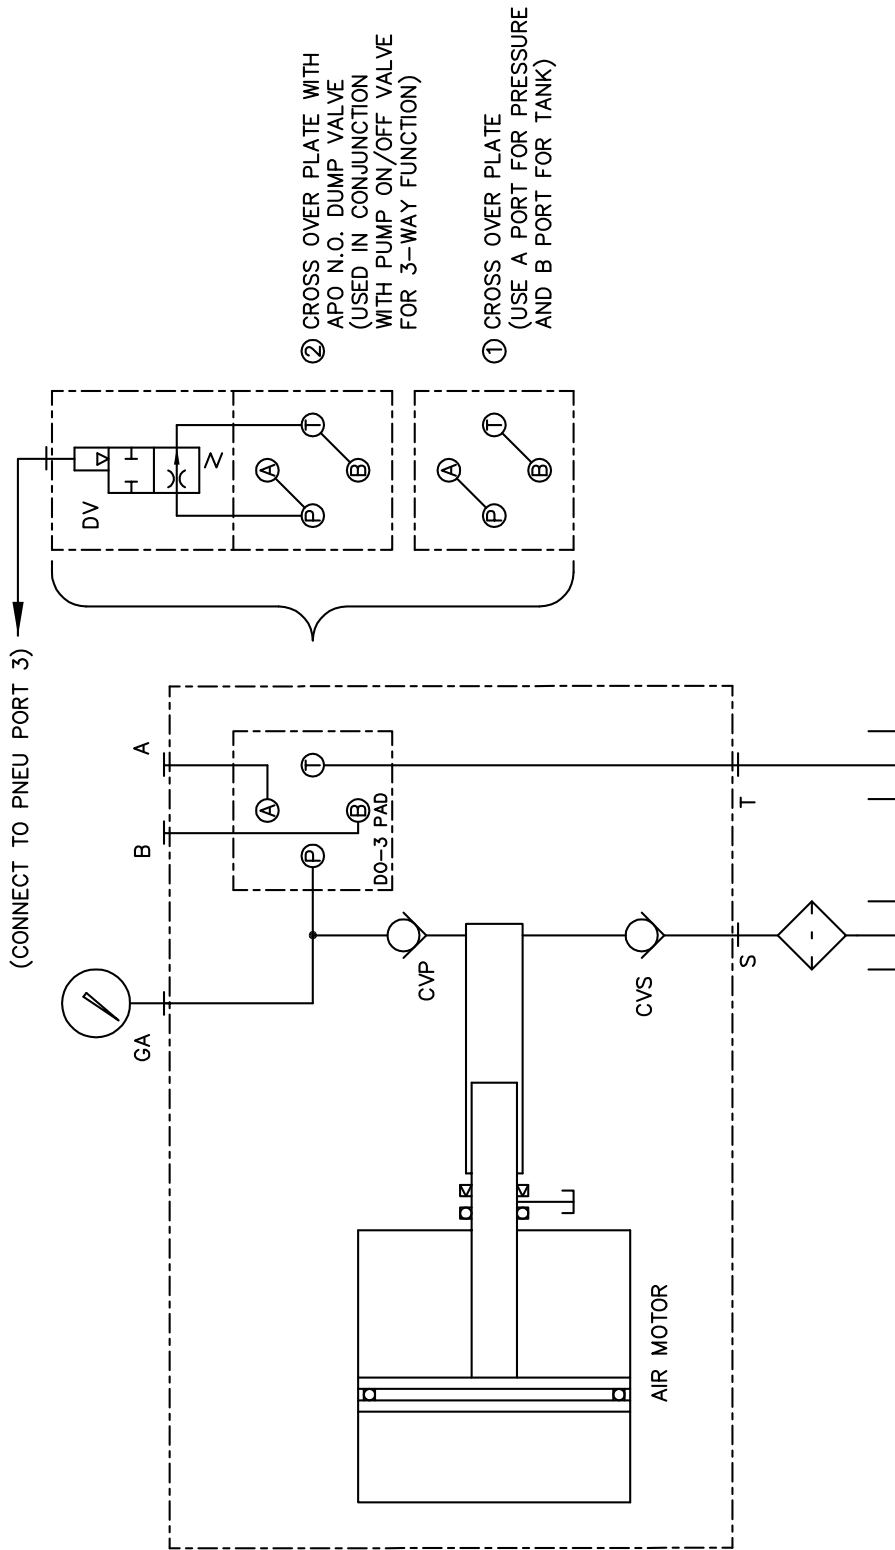 (CONNECT TO PNEU PORT 3)
GA
B
A
DV
A
P
T
B
DO-3 PAD
A
P
T
B
A
P
T
B
② CROSS OVER PLATE WITH
APO N.O. DUMP VALVE
(USED IN CONJUNCTION
WITH PUMP ON/OFF VALVE
FOR 3-WAY FUNCTION)
① CROSS OVER PLATE
(USE A PORT FOR PRESSURE
AND B PORT FOR TANK)
CVP
CVS
AIR MOTOR
S
T